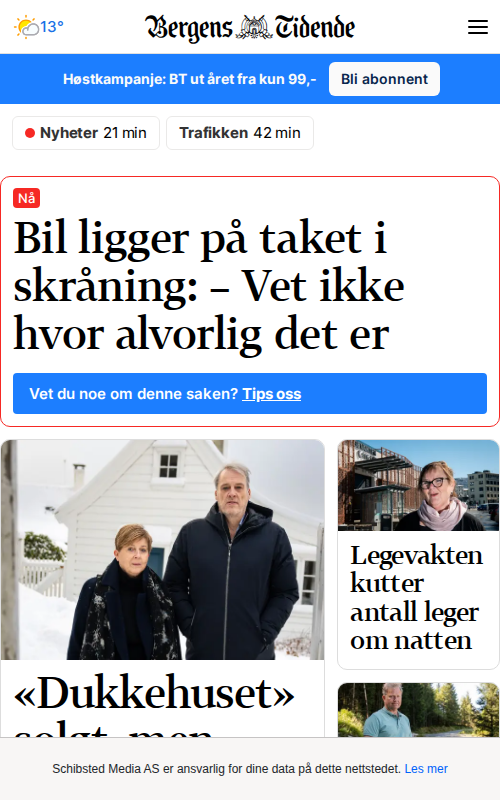 13°
Bergens Tidende
Høstkampanje: BT ut året fra kun 99,-
Bli abonnent
Nyheter 21 min
Trafikken 42 min
Nå
Bil ligger på taket i
skråning: – Vet ikke
hvor alvorlig det er
Vet du noe om denne saken? Tips oss
Legevakten
kutter
antall leger
om natten
«Dukkehuset»
solgt, men
Schibsted Media AS er ansvarlig for dine data på dette nettstedet. Les mer